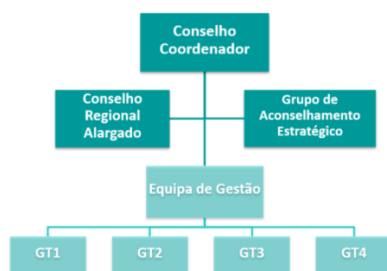 Conselho
Coordenador
Conselho
Regional
Alargado
Grupo de
Aconselhamento
Estratégico
Equipa de Gestão
GT1
GT2
GT3
GT4